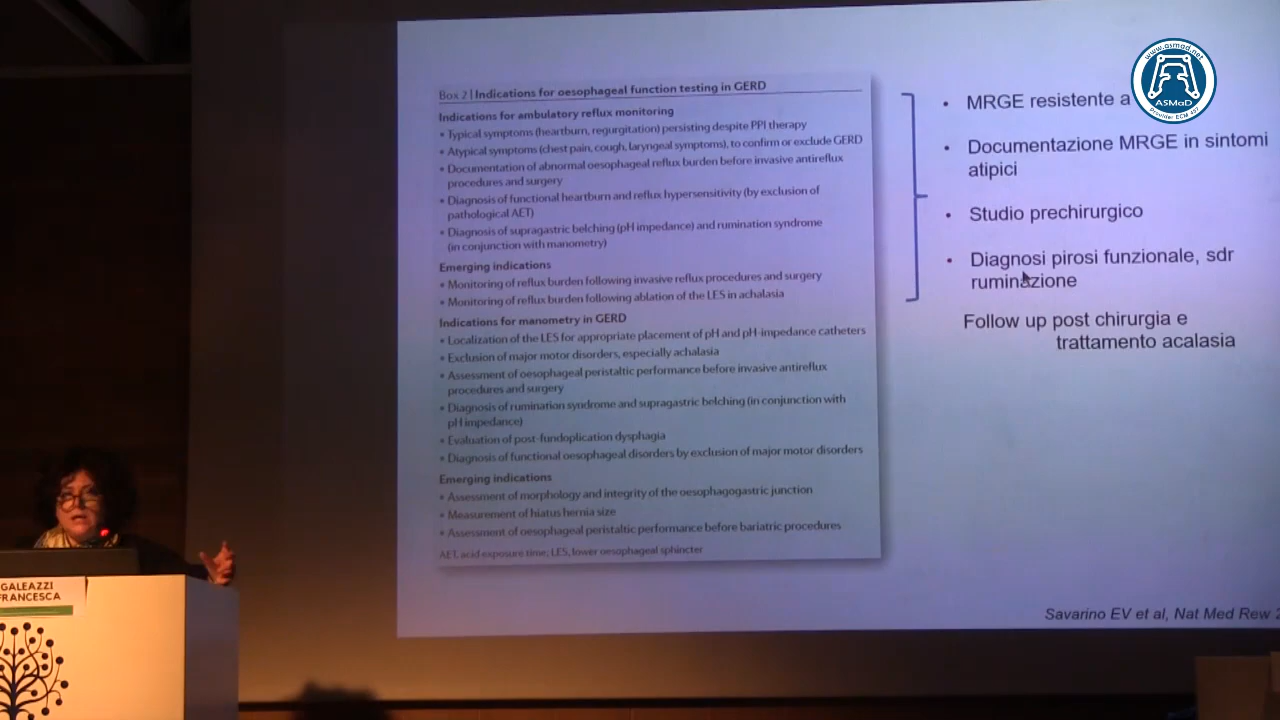 Box 2 | Indications for oesophageal function testing in GERD
Indications for ambulatory reflux monitoring
• Typical symptoms (heartburn, regurgitation) persisting despite PPI therapy
• Atypical symptoms (chest pain, cough, laryngeal symptoms), to confirm or exclude GERD
• Documentation of abnormal oesophageal reflux burden before invasive antireflux
procedures and surgery
• Diagnosis of functional heartburn and reflux hypersensitivity (by exclusion of
pathological AET)
• Diagnosis of supragastric belching (pH impedance) and rumination syndrome
(in conjunction with manometry)
Emerging indications
• Monitoring of reflux burden following invasive reflux procedures and surgery
• Monitoring of reflux burden following ablation of the LES in achalasia
Indications for manometry in GERD
• Localization of the LES for appropriate placement of pH and pH-impedance catheters
• Exclusion of major motor disorders, especially achalasia
• Assessment of oesophageal peristaltic performance before invasive antireflux
procedures and surgery
• Diagnosis of rumination syndrome and supragastric belching (in conjunction with
pH impedance)
• Evaluation of post-fundoplication dysphagia
• Diagnosis of functional oesophageal disorders by exclusion of major motor disorders
Emerging indications
• Assessment of morphology and integrity of the oesophagogastric junction
• Measurement of hiatus hernia size
• Assessment of oesophageal peristaltic performance before bariatric procedures
AET, acid exposure time; LES, lower oesophageal sphincter
• MRGE resistente a
• Documentazione MRGE in sintomi
atipici
• Studio prechirurgico
• Diagnosi pirosi funzionale, sdr
ruminazione
Follow up post chirurgia e
trattamento acalasia
Savarino EV et al, Nat Med Rew 2
www.asmad.net
ASMaD
Provider ECM 457
GALEAZZI
FRANCESCA